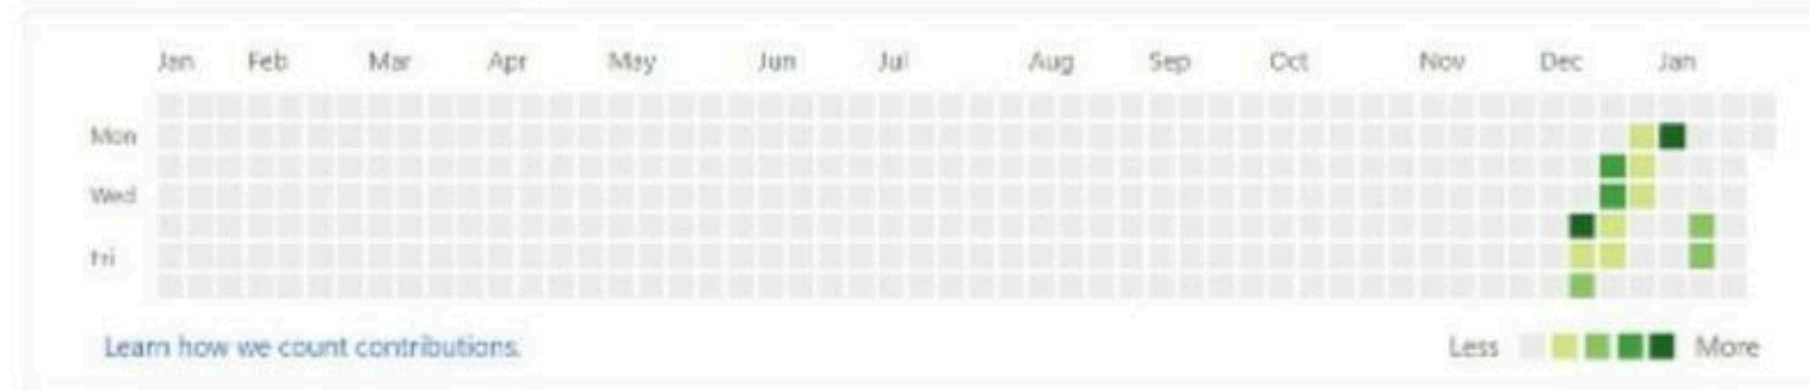 Jan Feb Mar Apr May Jun Jul Aug Sep Oct Nov Dec Jan
Mon
Wed
Fri
Learn how we count contributions. Less More